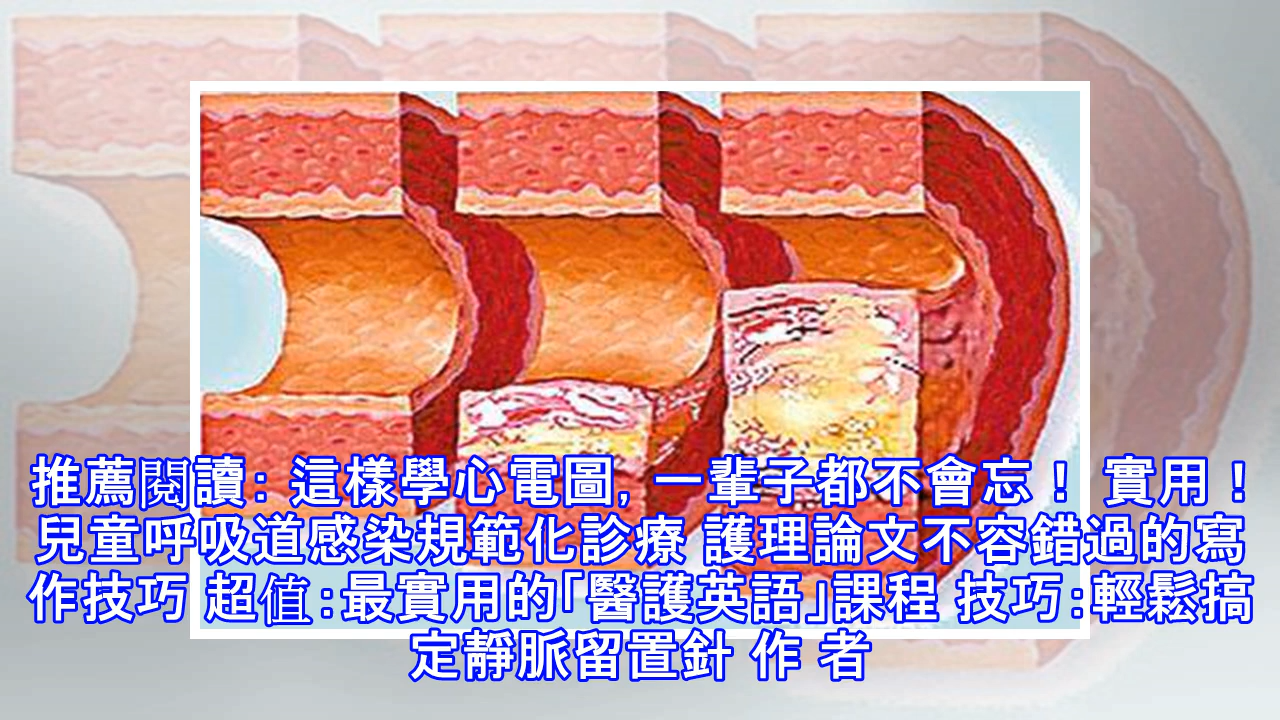 推薦閱讀: 這樣學心電圖, 一輩子都不會忘！ 實用！
兒童呼吸道感染規範化診療 護理論文不容錯過的寫
作技巧 超值:最實用的「醫護英語」課程 技巧:輕鬆搞
定靜脈留置針 作 者